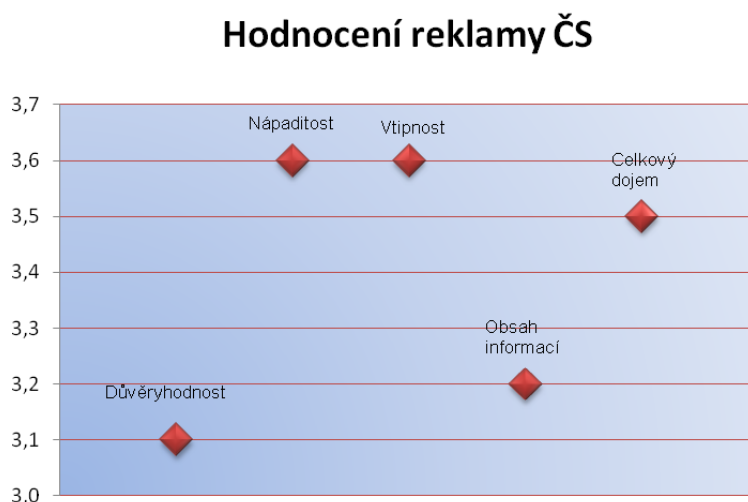 Hodnocení reklamy ČS
3,7
Nápaditost
Vtipnost
3,6
Celkový
dojem
3,5
3,4
3,3
Obsah
informací
3,2
Důvěryhodnost
3,1
3,0